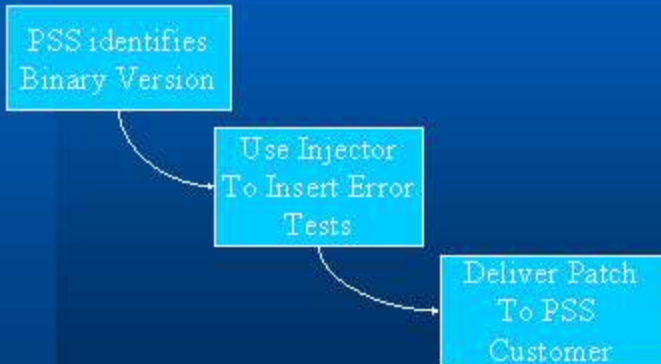 PSS identifies
Binary Version
Use Injector
To Insert Error
Tests
Deliver Patch
To PSS
Customer